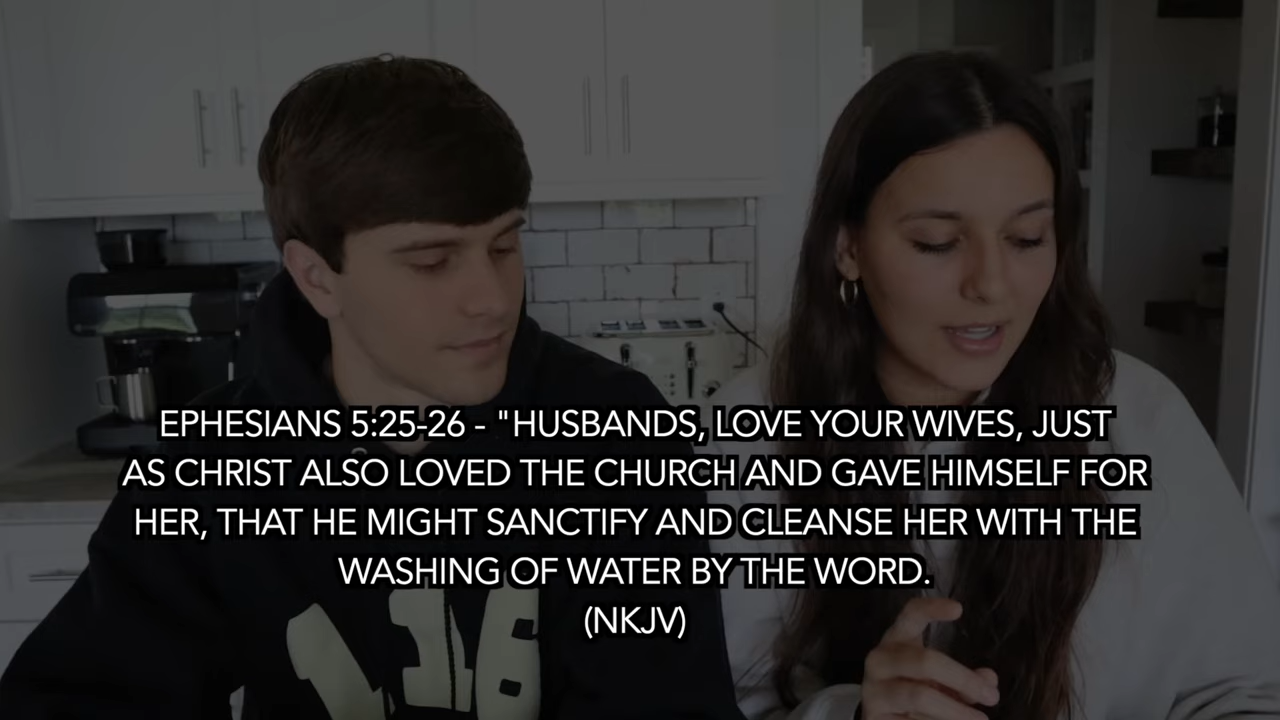 EPHESIANS 5:25-26 - "HUSBANDS, LOVE YOUR WIVES, JUST
AS CHRIST ALSO LOVED THE CHURCH AND GAVE HIMSELF FOR
HER, THAT HE MIGHT SANCTIFY AND CLEANSE HER WITH THE
WASHING OF WATER BY THE WORD.
(NKJV)